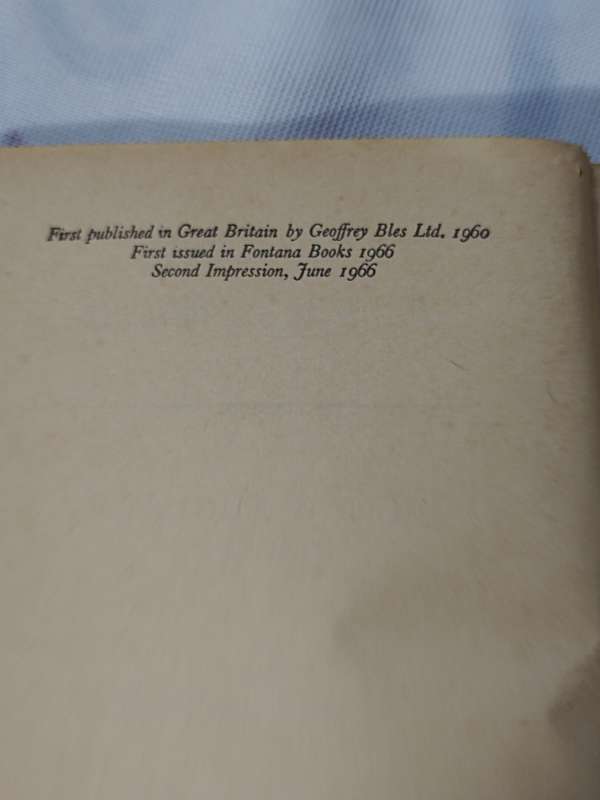 First published in Great Britain by Geoffrey Bles Ltd. 1960
First issued in Fontana Books 1966
Second Impression, June 1966